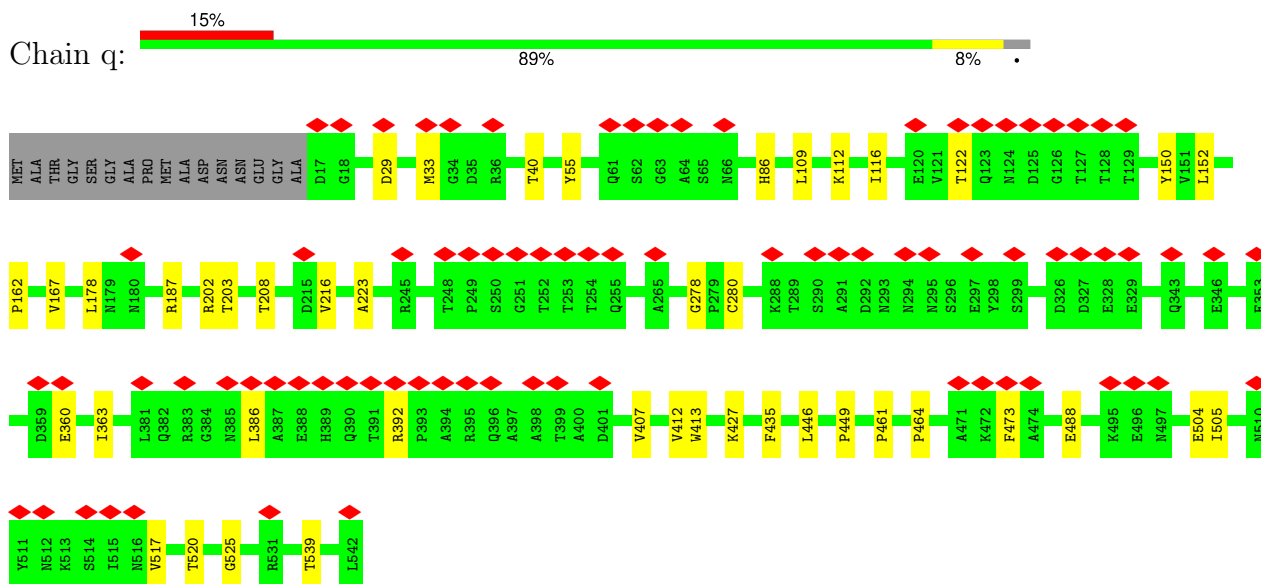 15%
Chain q:
89% 8% •
MET ALA THR GLY SER GLY ALA PRO MET ALA ASP ASN ASN GLU GLY ALA D17 G18 D29 M33 G34 D35 R36 T40 Y55 Q61 S62 G63 A64 S65 N66 H86 L109 K112 I116 E120 V121 T122 Q123 N124 D125 G126 T127 T128 T129 Y150 V151 L152
P162 V167 L178 N179 N180 R187 R202 T203 T208 D215 V216 A223 R245 T248 P249 S250 G251 T252 T253 T254 Q255 A265 G278 P279 C280 K288 T289 S290 A291 D292 N293 N294 N295 S296 E297 Y298 S299 D326 D327 E328 E329 Q343 E346 E353
D359 E360 I363 L381 Q382 R383 G384 N385 L386 A387 E388 H389 Q390 T391 R392 P393 A394 R395 Q396 A397 A398 T399 A400 D401 V407 V412 W413 K427 F435 L446 P449 P461 P464 A471 K472 F473 A474 E488 K495 E496 N497 E504 I505 N510
Y511 N512 K513 S514 I515 N516 V517 T520 G525 R531 T539 L542